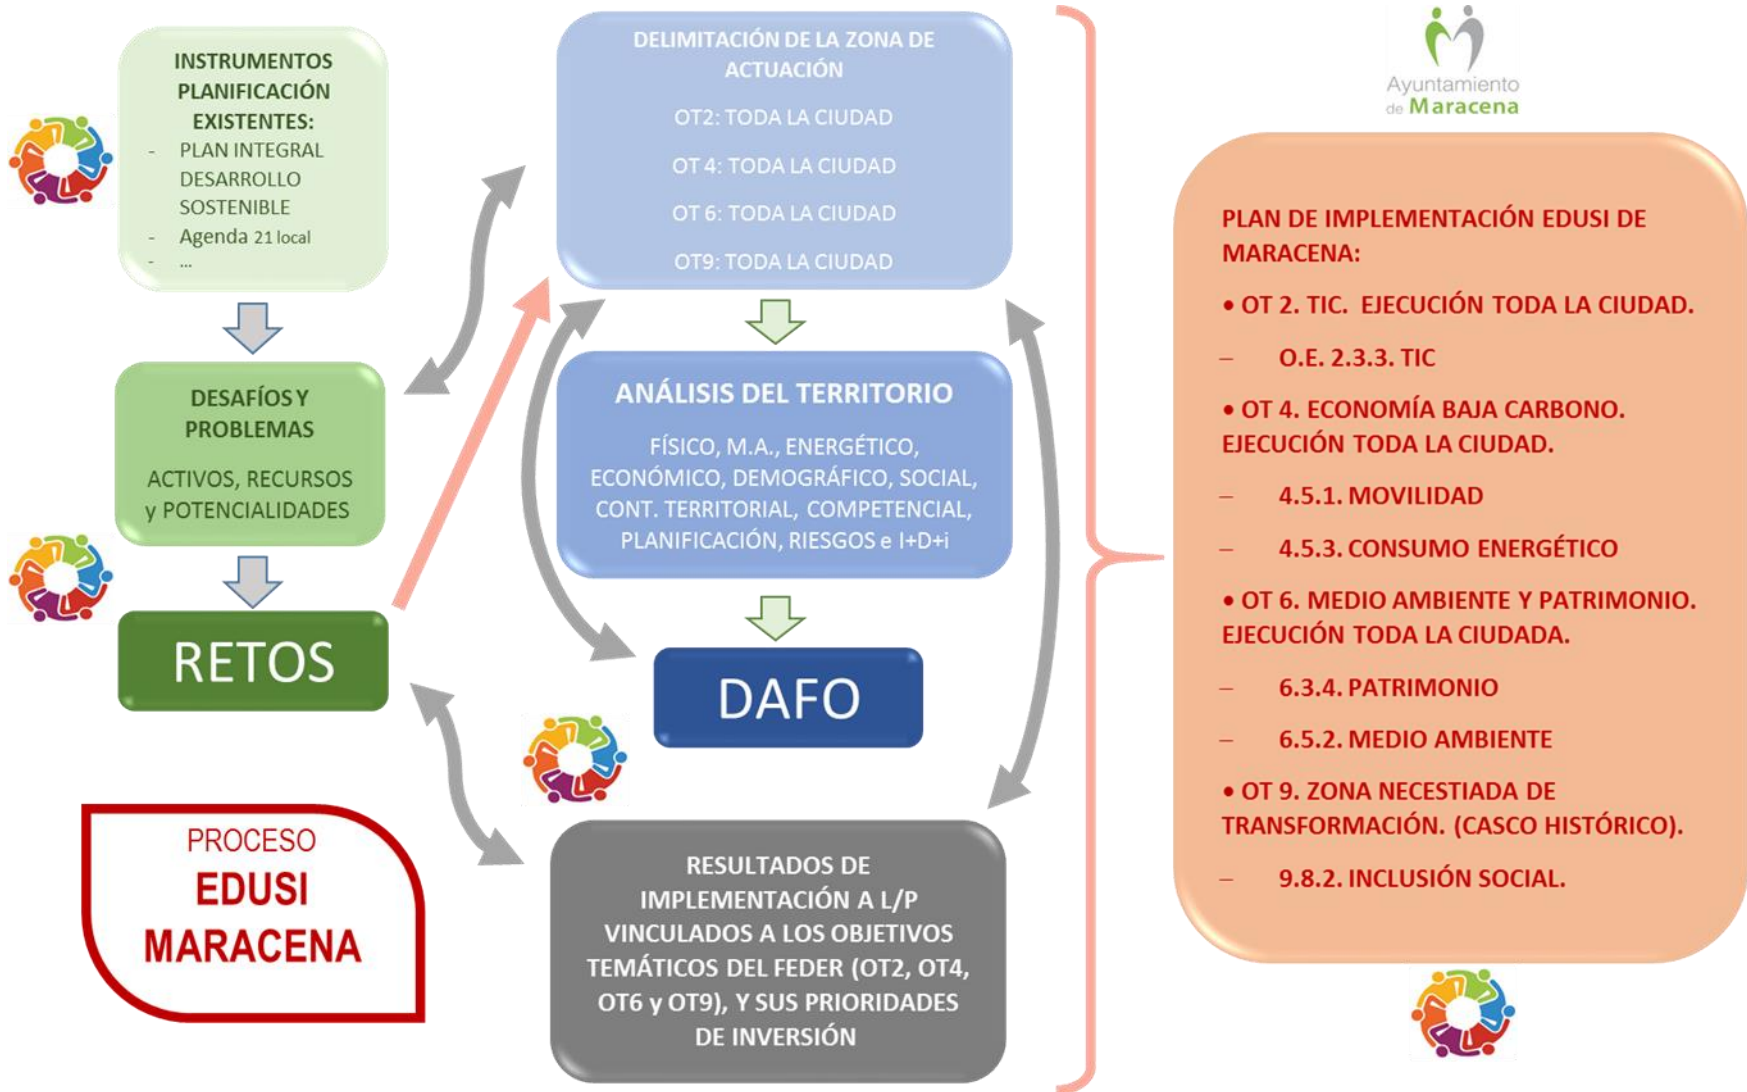 INSTRUMENTOS
PLANIFICACIÓN
EXISTENTES:
- PLAN INTEGRAL
DESARROLLO
SOSTENIBLE
- Agenda 21 local
- ...
DESAFÍOS Y
PROBLEMAS
ACTIVOS, RECURSOS
y POTENCIALIDADES
RETOS
PROCESO
EDUSI
MARACENA
DELIMITACIÓN DE LA ZONA DE
ACTUACIÓN
OT2: TODA LA CIUDAD
OT 4: TODA LA CIUDAD
OT 6: TODA LA CIUDAD
OT9: TODA LA CIUDAD
ANÁLISIS DEL TERRITORIO
FÍSICO, M.A., ENERGÉTICO,
ECONÓMICO, DEMOGRÁFICO, SOCIAL,
CONT. TERRITORIAL, COMPETENCIAL,
PLANIFICACIÓN, RIESGOS e I+D+i
DAFO
RESULTADOS DE
IMPLEMENTACIÓN A L/P
VINCULADOS A LOS OBJETIVOS
TEMÁTICOS DEL FEDER (OT2, OT4,
OT6 y OT9), Y SUS PRIORIDADES
DE INVERSIÓN
Ayuntamiento
de Maracena
PLAN DE IMPLEMENTACIÓN EDUSI DE
MARACENA:
• OT 2. TIC. EJECUCIÓN TODA LA CIUDAD.
– O.E. 2.3.3. TIC
• OT 4. ECONOMÍA BAJA CARBONO.
EJECUCIÓN TODA LA CIUDAD.
– 4.5.1. MOVILIDAD
– 4.5.3. CONSUMO ENERGÉTICO
• OT 6. MEDIO AMBIENTE Y PATRIMONIO.
EJECUCIÓN TODA LA CIUDADA.
– 6.3.4. PATRIMONIO
– 6.5.2. MEDIO AMBIENTE
• OT 9. ZONA NECESTIADA DE
TRANSFORMACIÓN. (CASCO HISTÓRICO).
– 9.8.2. INCLUSIÓN SOCIAL.